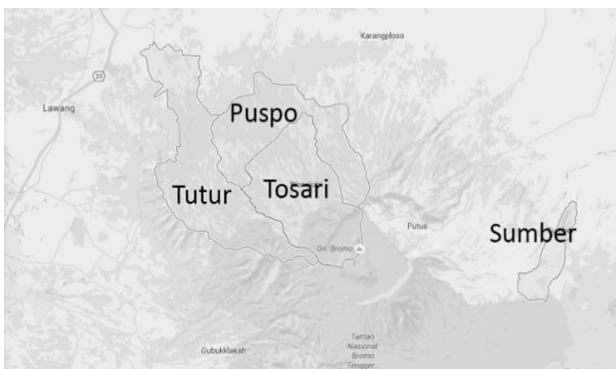 Karangploso
Lawang
Puspo
Tutur
Tosari
Gn Bromo
Putus
Sumber
Taman
Nasional
Bromo
Tengger...
Gubukklakah